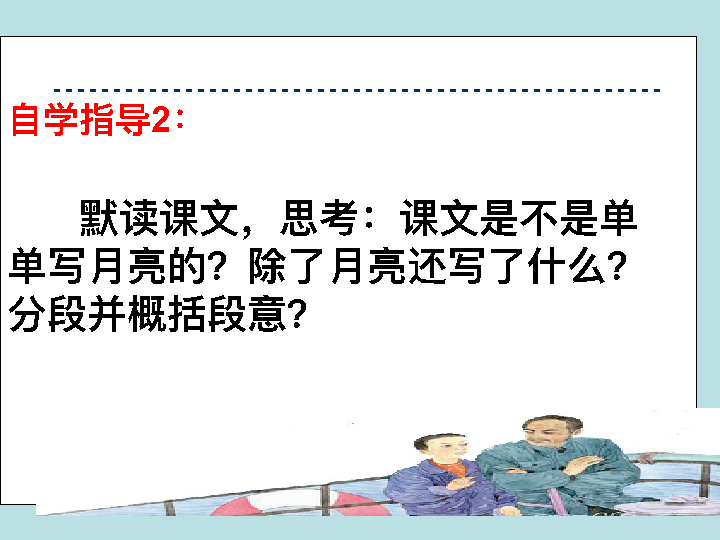 自学指导2：
默读课文，思考：课文是不是单
单写月亮的？除了月亮还写了什么？
分段并概括段意？